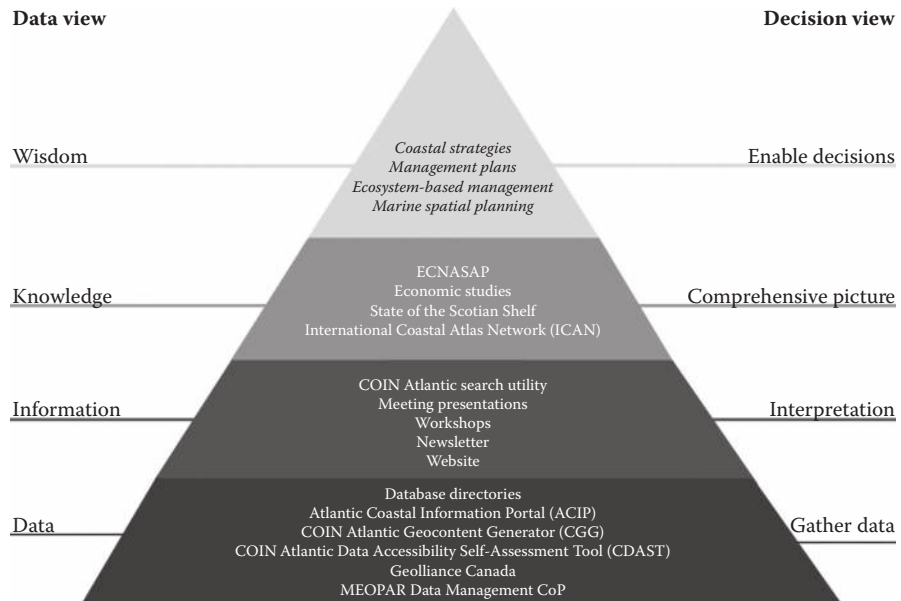 Data view
Decision view
Wisdom
Coastal strategies
Management plans
Ecosystem-based management
Marine spatial planning
Enable decisions
Knowledge
ECNASAP
Economic studies
State of the Scotian Shelf
International Coastal Atlas Network (ICAN)
Comprehensive picture
Information
COIN Atlantic search utility
Meeting presentations
Workshops
Newsletter
Website
Interpretation
Data
Database directories
Atlantic Coastal Information Portal (ACIP)
COIN Atlantic Geocontent Generator (CGG)
COIN Atlantic Data Accessibility Self-Assessment Tool (CDAST)
Geolliance Canada
MEOPAR Data Management CoP
Gather data